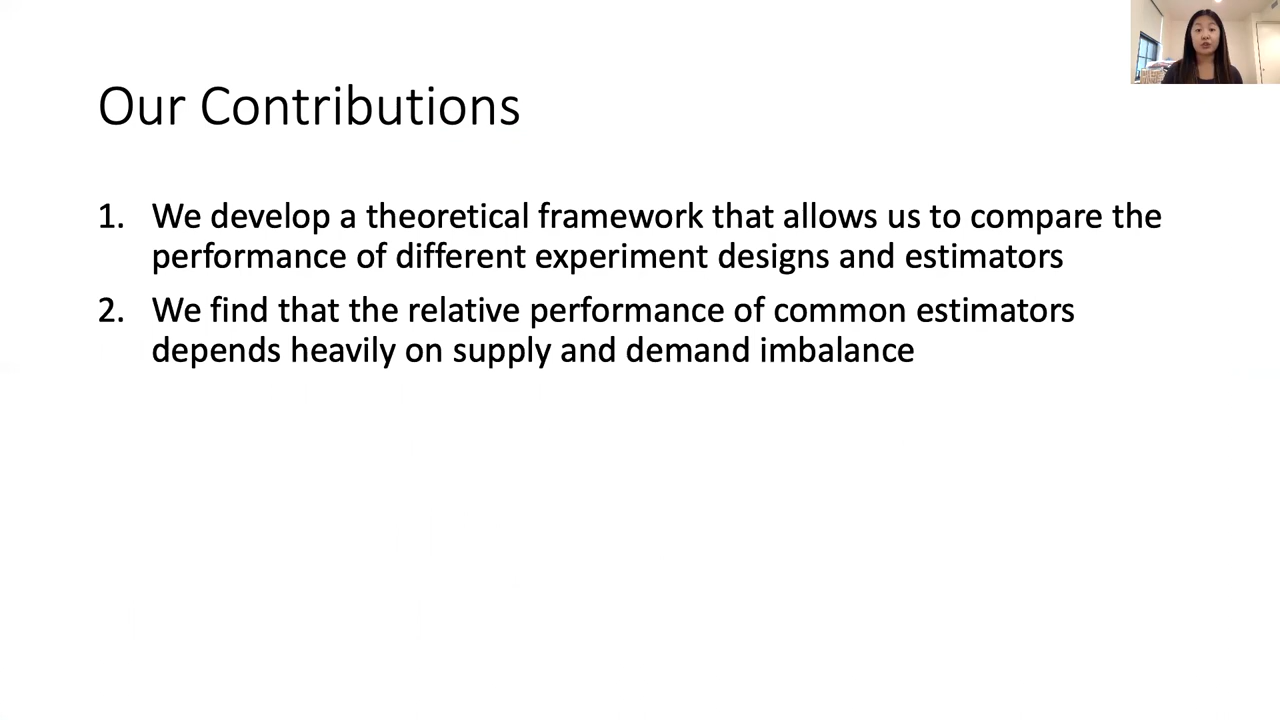 Our Contributions
1. We develop a theoretical framework that allows us to compare the
performance of different experiment designs and estimators
2. We find that the relative performance of common estimators
depends heavily on supply and demand imbalance